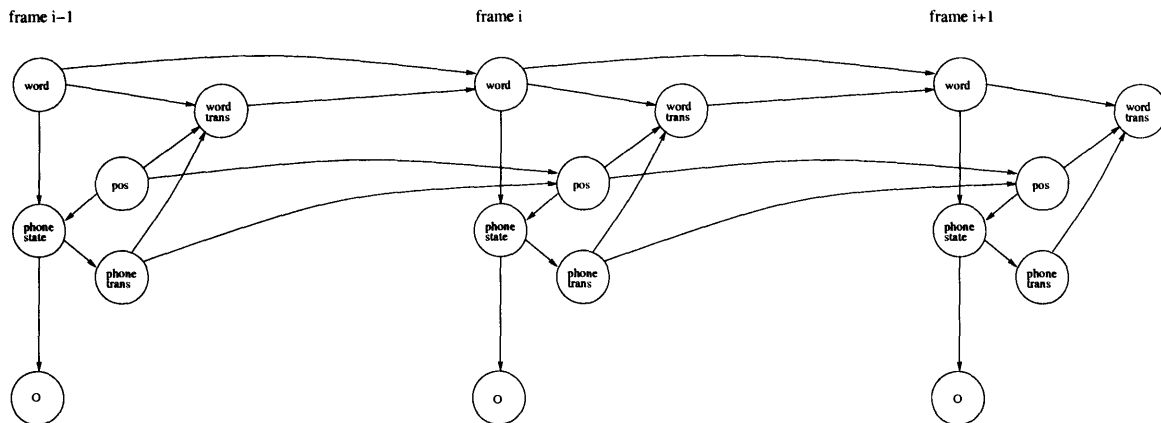 frame i-1
frame i
frame i+1
word
word
trans
pos
phone
state
phone
trans
O
word
word
trans
pos
phone
state
phone
trans
O
word
word
trans
pos
phone
state
phone
trans
O